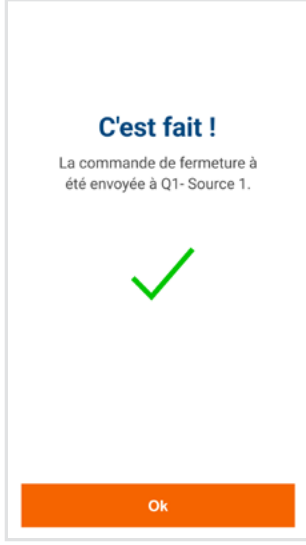 C'est fait !
La commande de fermeture à
été envoyée à Q1- Source 1.
Ok